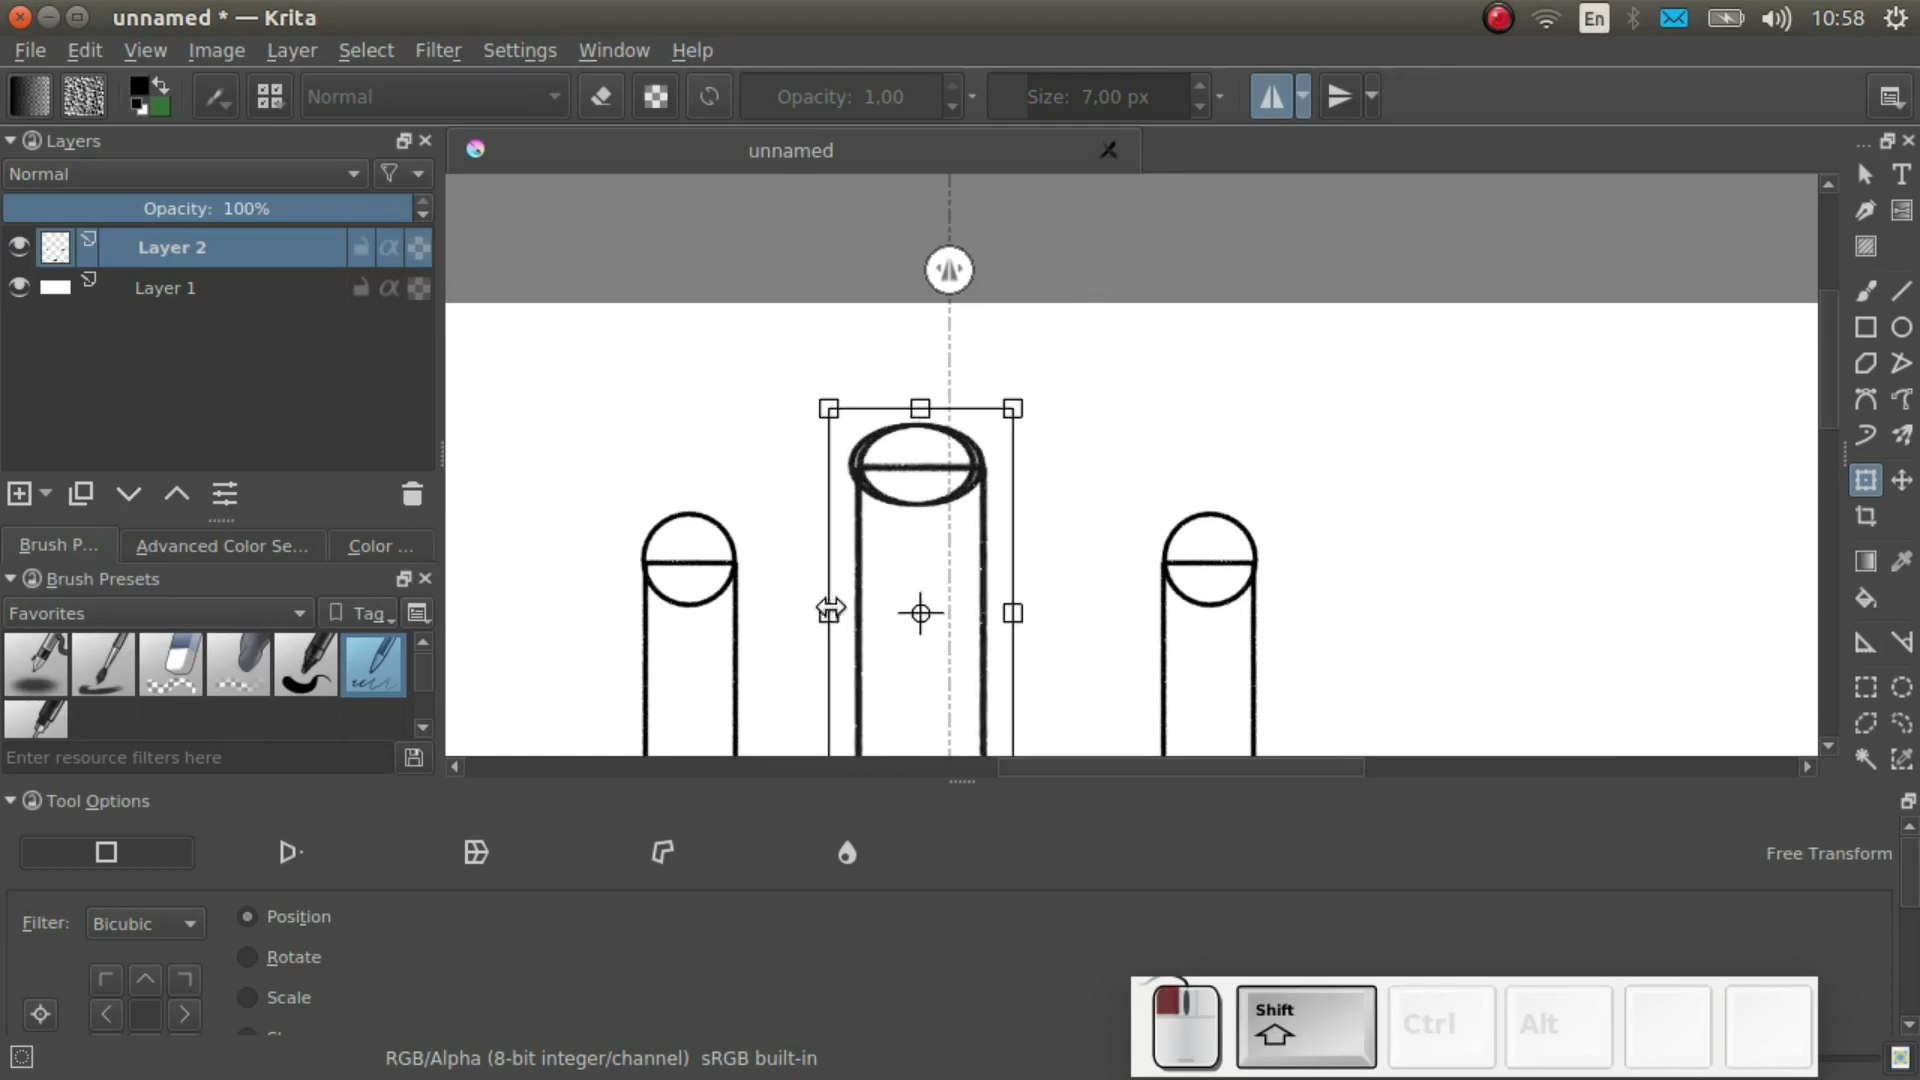 unnamed * — Krita
En
10:58
File Edit View Image Layer Select Filter Settings Window Help
Normal
Opacity: 1,00
Size: 7,00 px
Layers
unnamed
Normal
Opacity: 100%
Layer 2
Layer 1
Brush P...
Advanced Color Se...
Color ...
Brush Presets
Favorites
Tag
Enter resource filters here
Tool Options
Free Transform
Filter:
Bicubic
Position
Rotate
Scale
Shift
Ctrl
Alt
RGB/Alpha (8-bit integer/channel) sRGB built-in